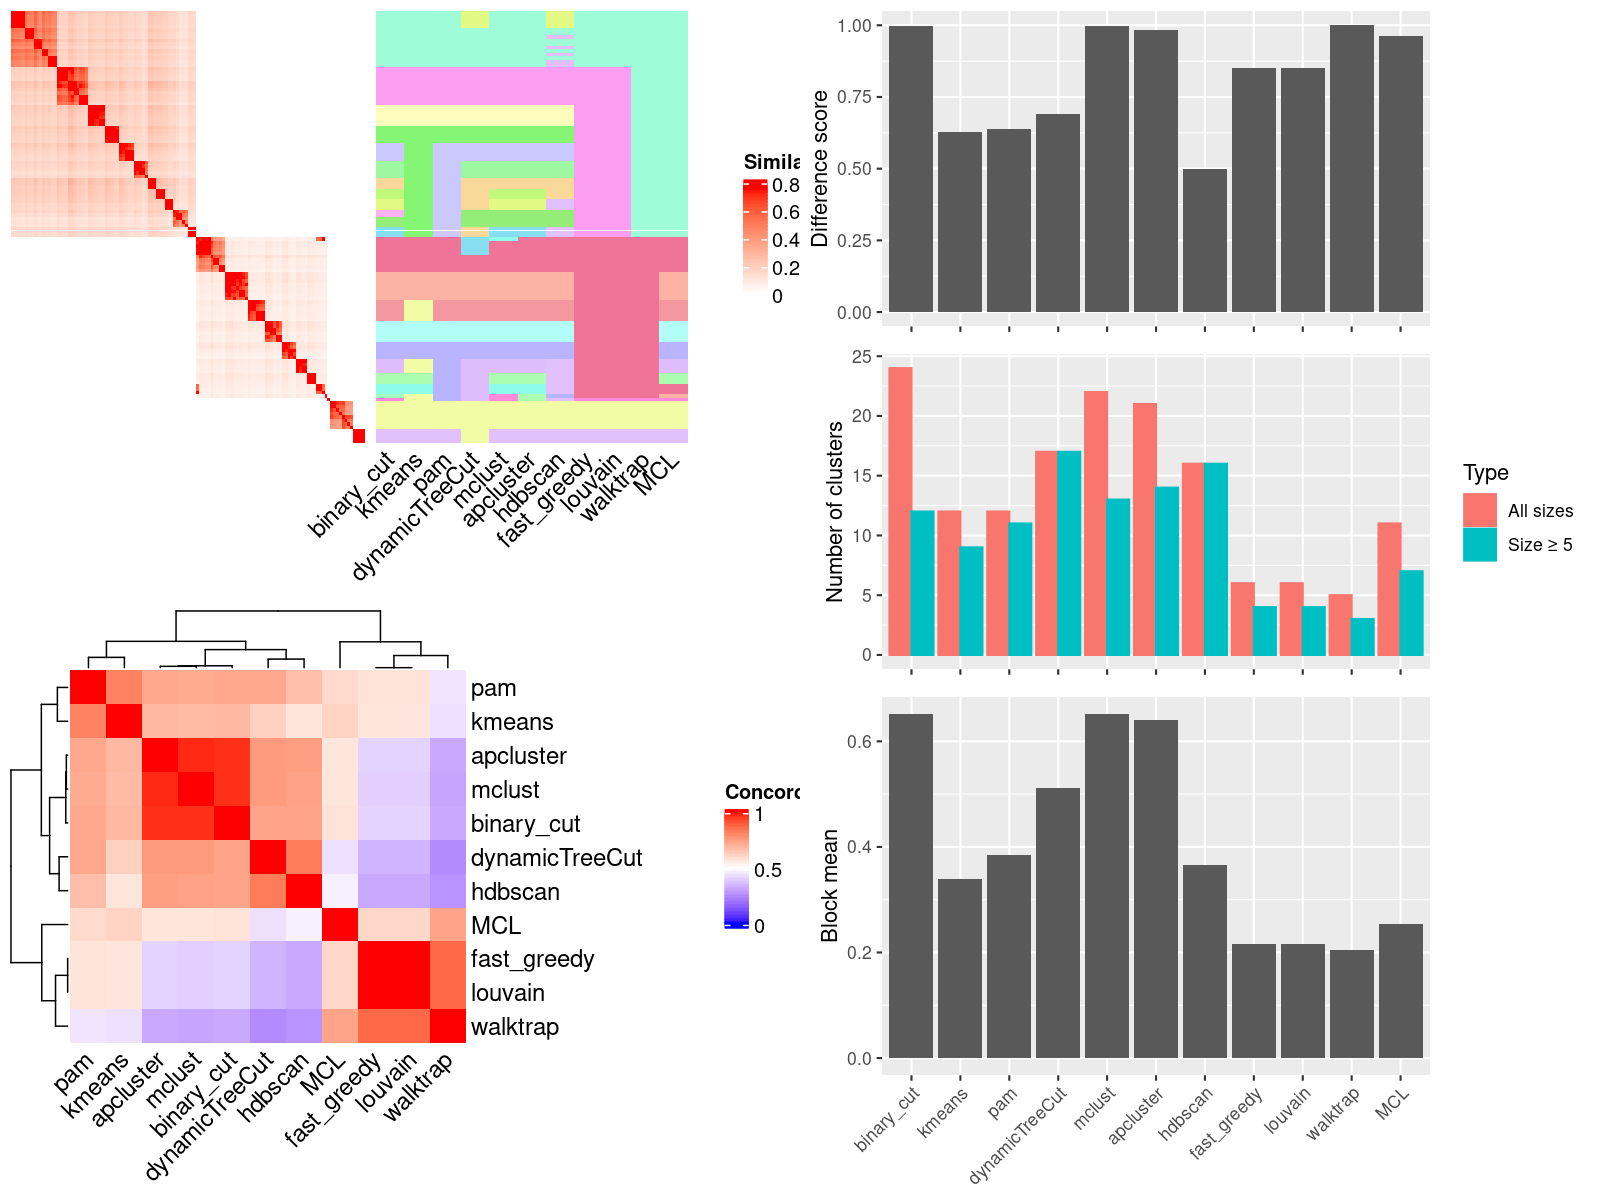 Simila
0.8
0.6
0.4
0.2
0
binary_cut
kmeans
pam
dynamicTreeCut
mclust
apcluster
hdbscan
fast_greedy
louvain
walktrap
MCL
pam
kmeans
apcluster
mclust
binary_cut
dynamicTreeCut
hdbscan
MCL
fast_greedy
louvain
walktrap
pam
kmeans
apcluster
mclust
binary_cut
dynamicTreeCut
hdbscan
MCL
fast_greedy
louvain
walktrap
Concord
1
0.5
0
Difference score
1.00
0.75
0.50
0.25
0.00
Number of clusters
25
20
15
10
5
0
Type
All sizes
Size ≥ 5
Block mean
0.6
0.4
0.2
0.0
binary_cut
kmeans
pam
dynamicTreeCut
mclust
apcluster
hdbscan
fast_greedy
louvain
walktrap
MCL